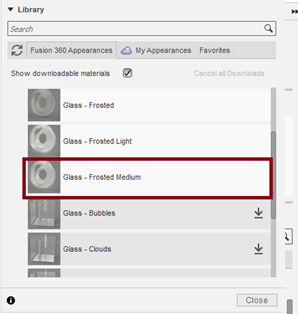 Library
Search
Fusion 360 Appearances My Appearances Favorites
Show downloadable materials Cancel all Downloads
Glass - Frosted
Glass - Frosted Light
Glass - Frosted Medium
Glass - Bubbles
Glass - Clouds
Close